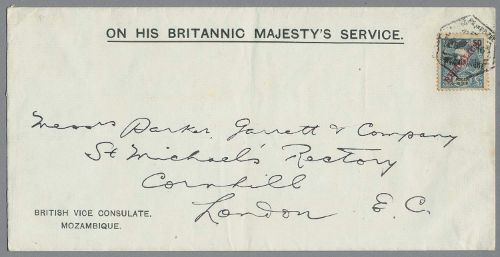 ON HIS BRITANNIC MAJESTY'S SERVICE.
Messrs Parker, Garrett & Company
St Michael's Rectory
Cornhill
London E.C.
BRITISH VICE CONSULATE.
MOZAMBIQUE.